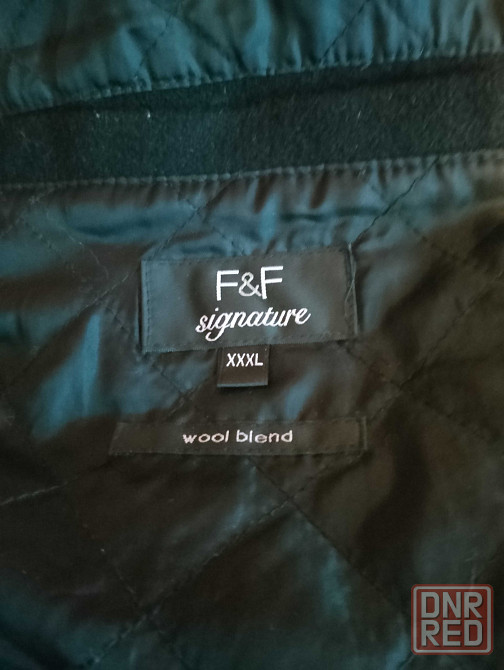 F&F
signature
XXXL
wool blend
DNR
RED